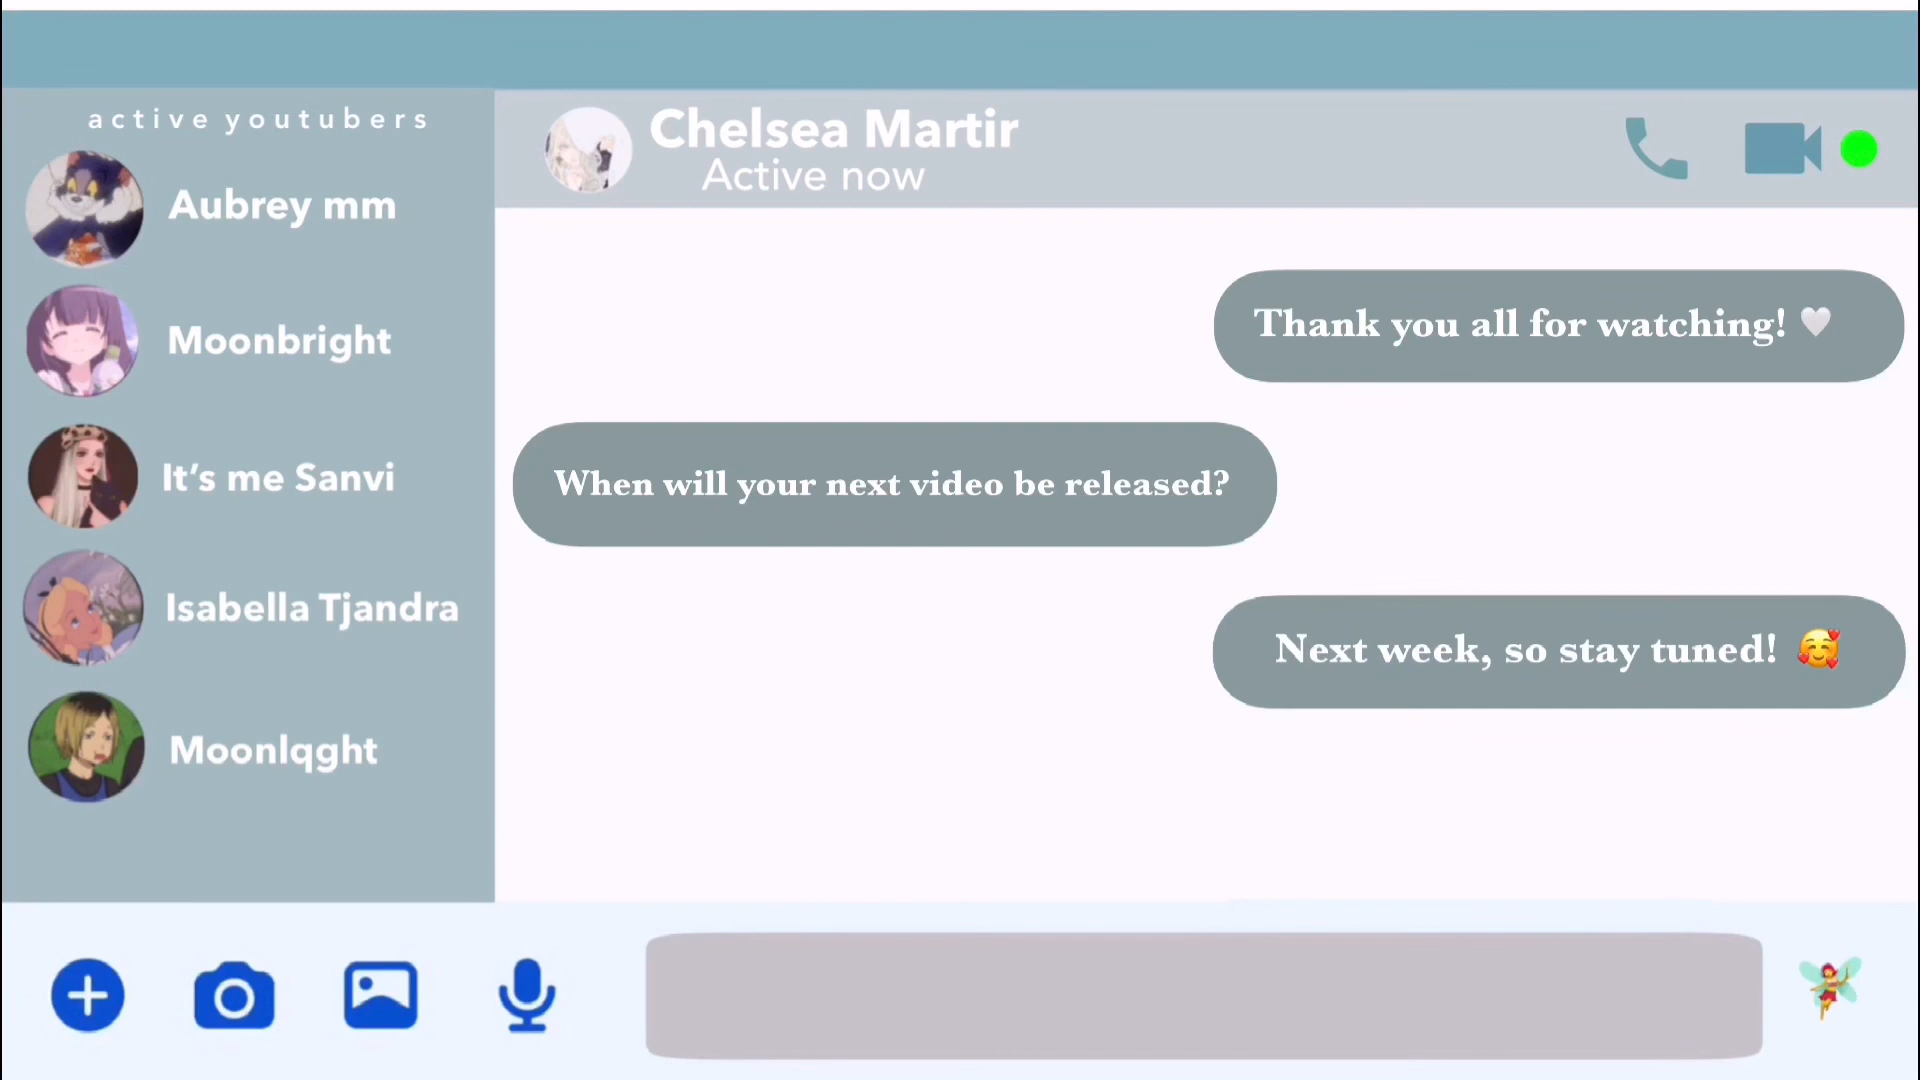 active youtubers
Aubrey mm
Moonbright
It's me Sanvi
Isabella Tjandra
Moonlqght
Chelsea Martir
Active now
Thank you all for watching! 🤍
When will your next video be released?
Next week, so stay tuned! 🥰